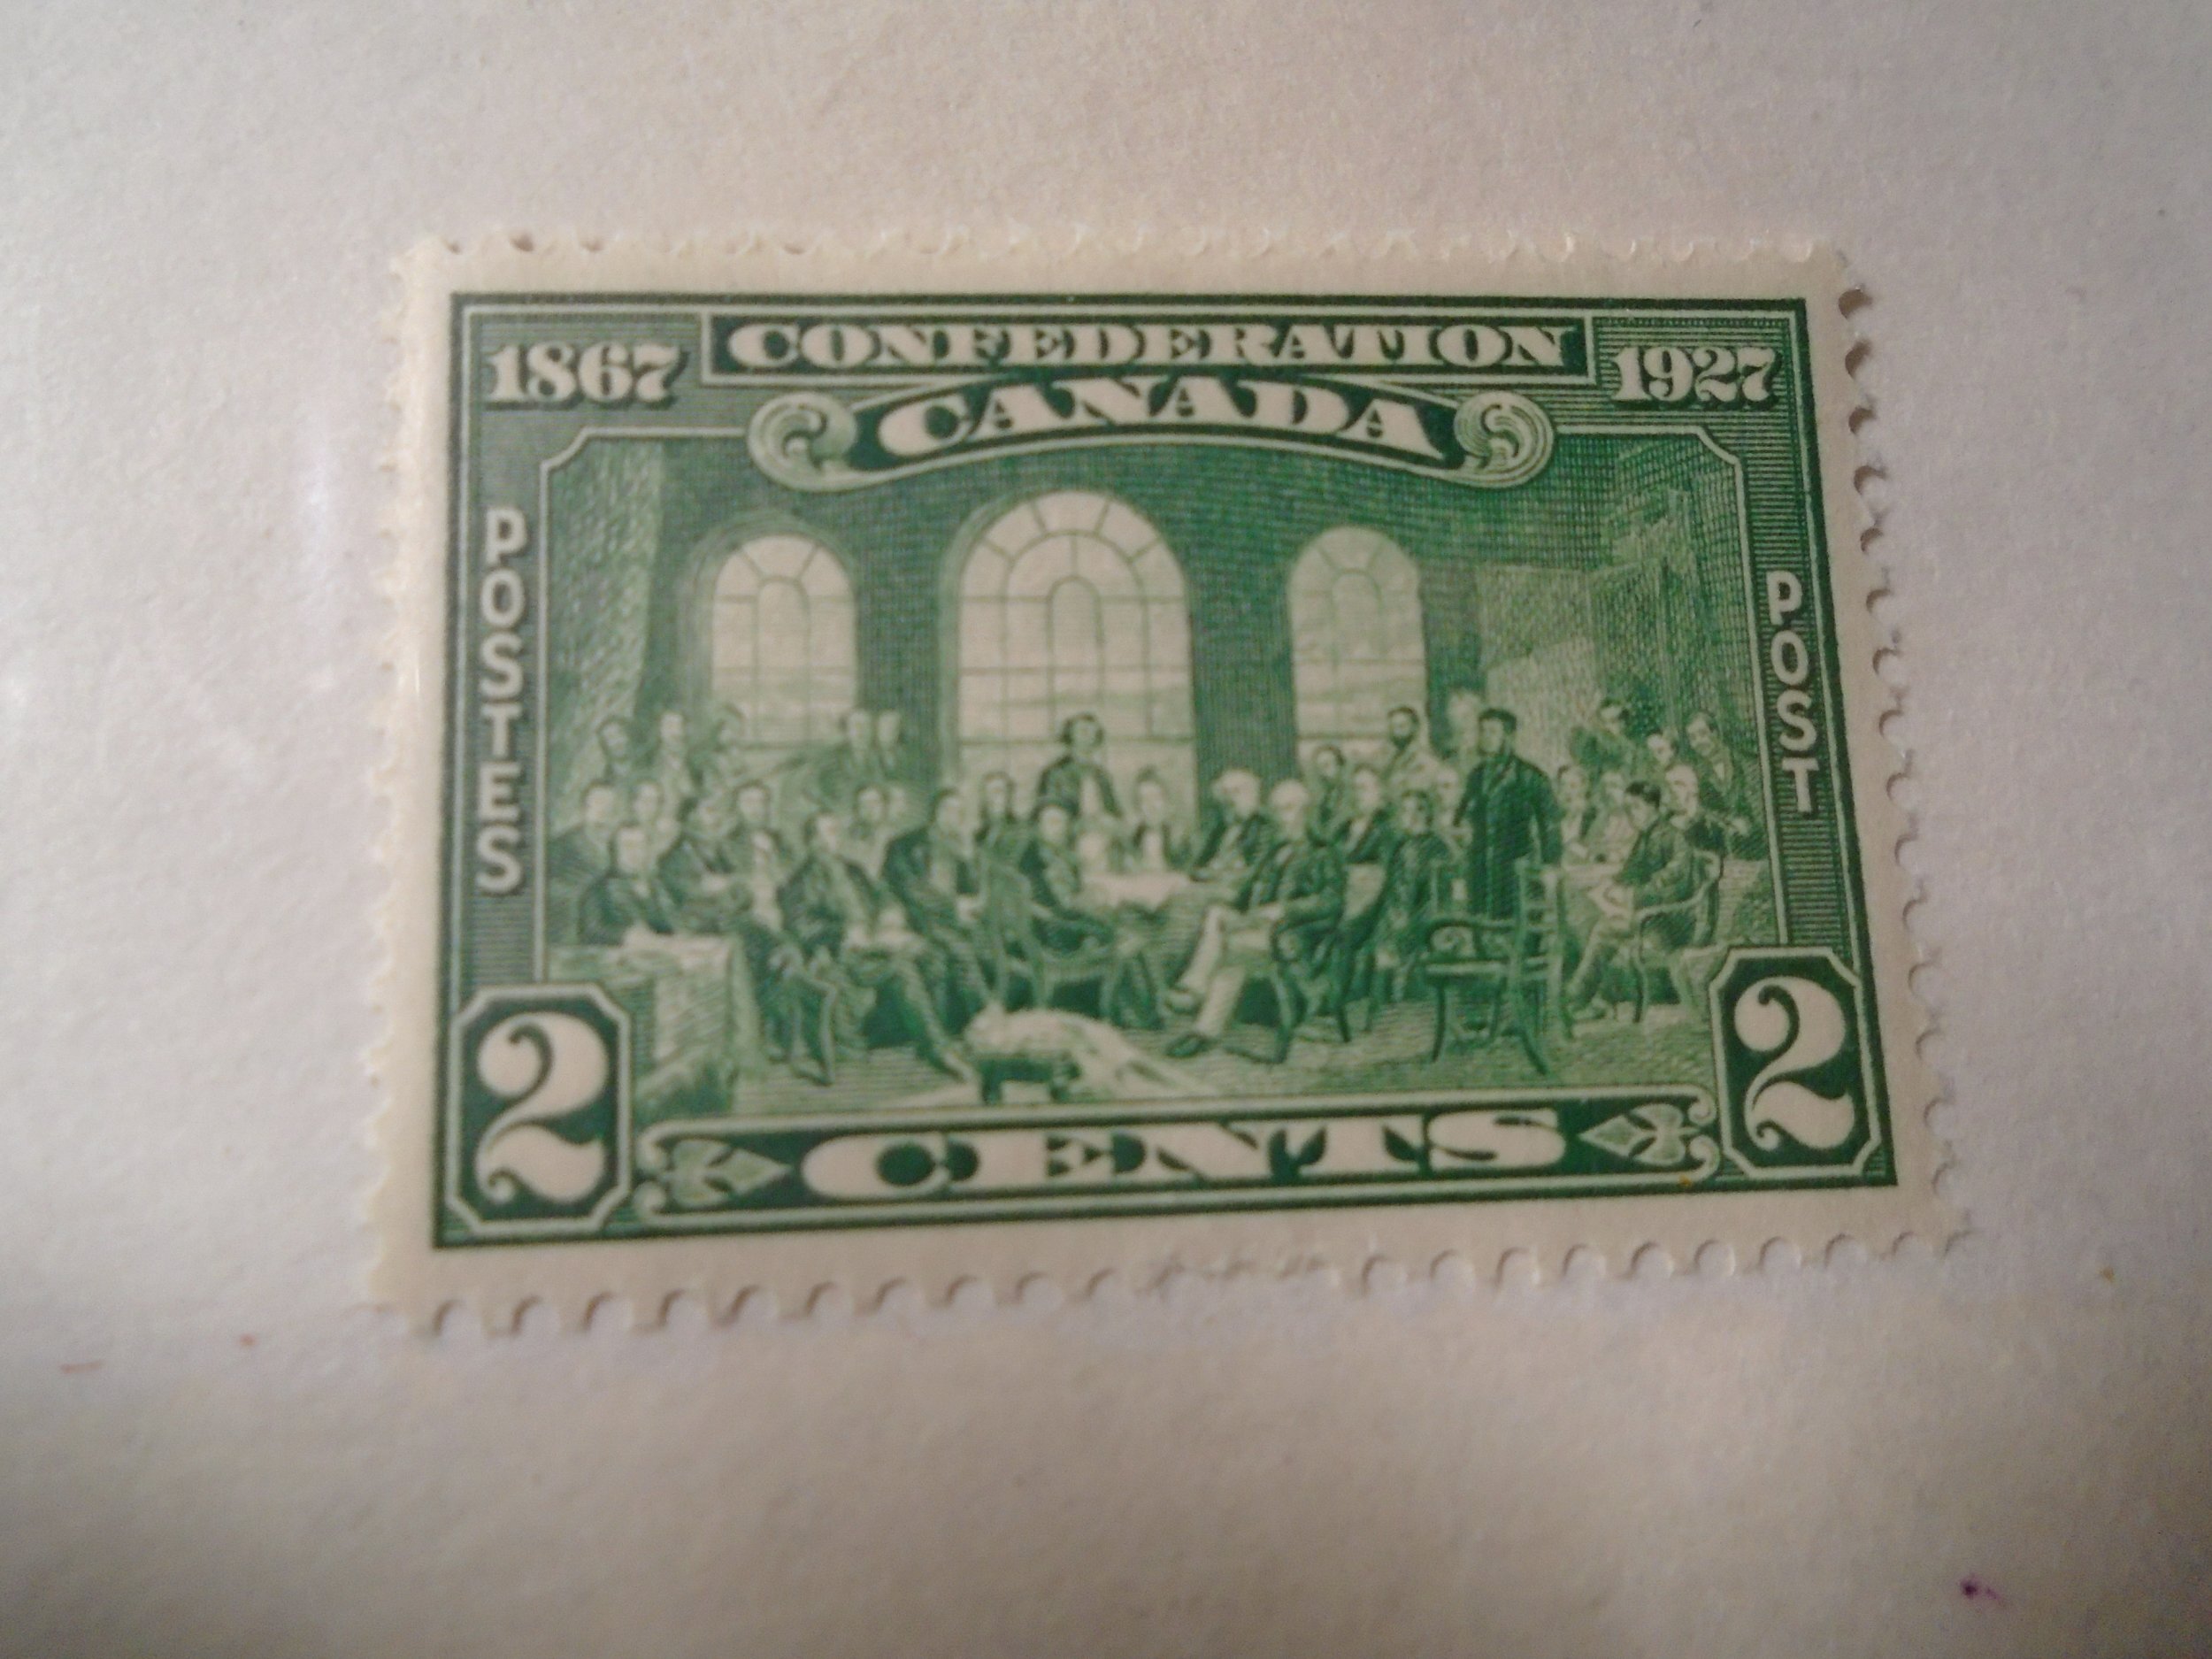 1867 CONFEDERATION 1927
CANADA
POSTES
POST
2 CENTS 2